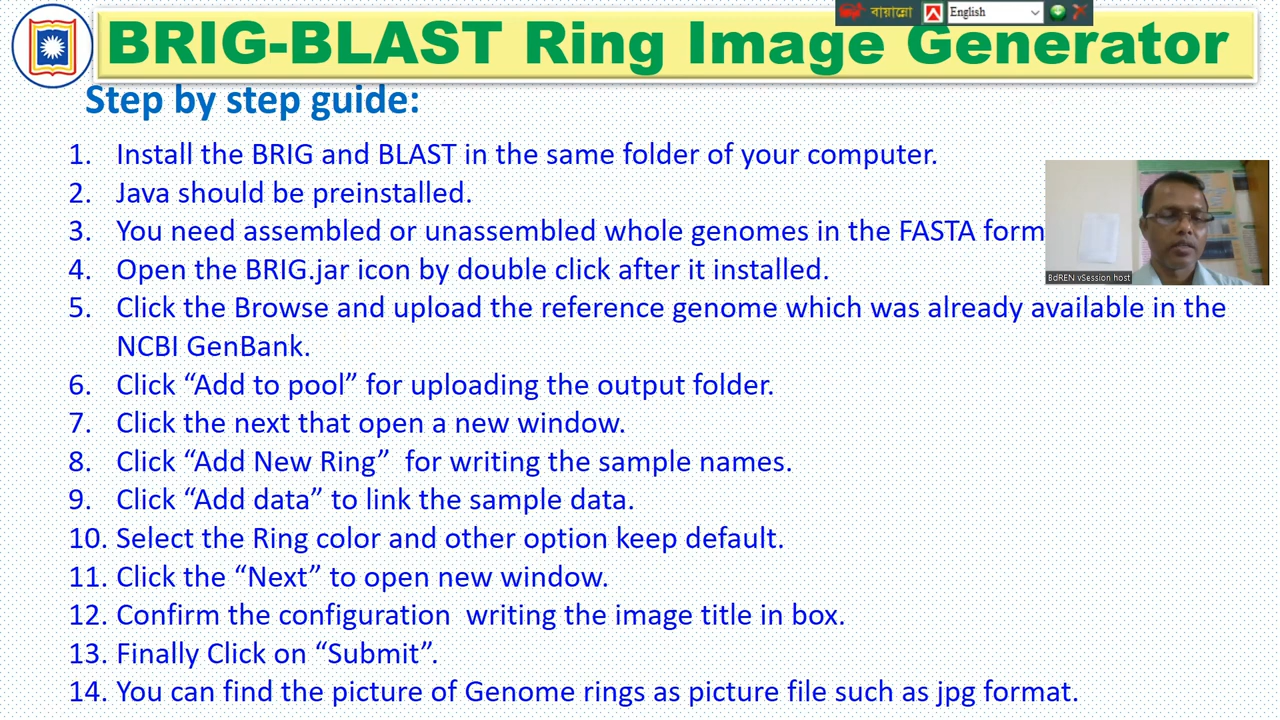 বায়ান্নো English
BRIG-BLAST Ring Image Generator
Step by step guide:
1. Install the BRIG and BLAST in the same folder of your computer.
2. Java should be preinstalled.
3. You need assembled or unassembled whole genomes in the FASTA form
BdREN vSession host
4. Open the BRIG.jar icon by double click after it installed.
5. Click the Browse and upload the reference genome which was already available in the
NCBI GenBank.
6. Click “Add to pool” for uploading the output folder.
7. Click the next that open a new window.
8. Click “Add New Ring” for writing the sample names.
9. Click “Add data” to link the sample data.
10. Select the Ring color and other option keep default.
11. Click the “Next” to open new window.
12. Confirm the configuration writing the image title in box.
13. Finally Click on “Submit”.
14. You can find the picture of Genome rings as picture file such as jpg format.